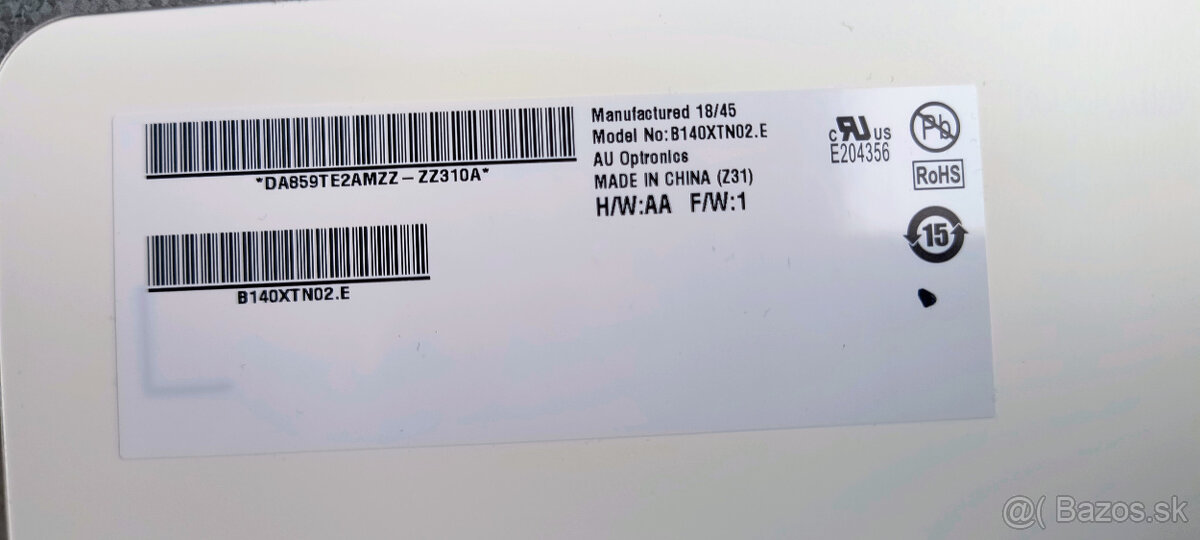 *DA859TE2AMZZ-ZZ310A*
B140XTN02.E
Manufactured 18/45
Model No:B140XTN02.E
AU Optronics
MADE IN CHINA (Z31)
H/W:AA F/W:1
c RU US
E204356
Pb
RoHS
15
@( Bazos.sk